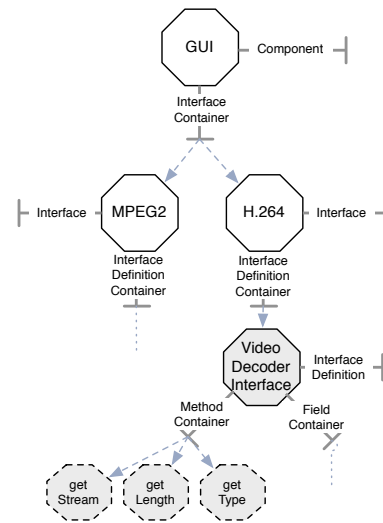 GUI
Component
Interface
Container
Interface
MPEG2
H.264
Interface
Interface
Definition
Container
Interface
Definition
Container
Video
Decoder
Interface
Interface
Definition
Method
Container
Field
Container
get
Stream
get
Length
get
Type